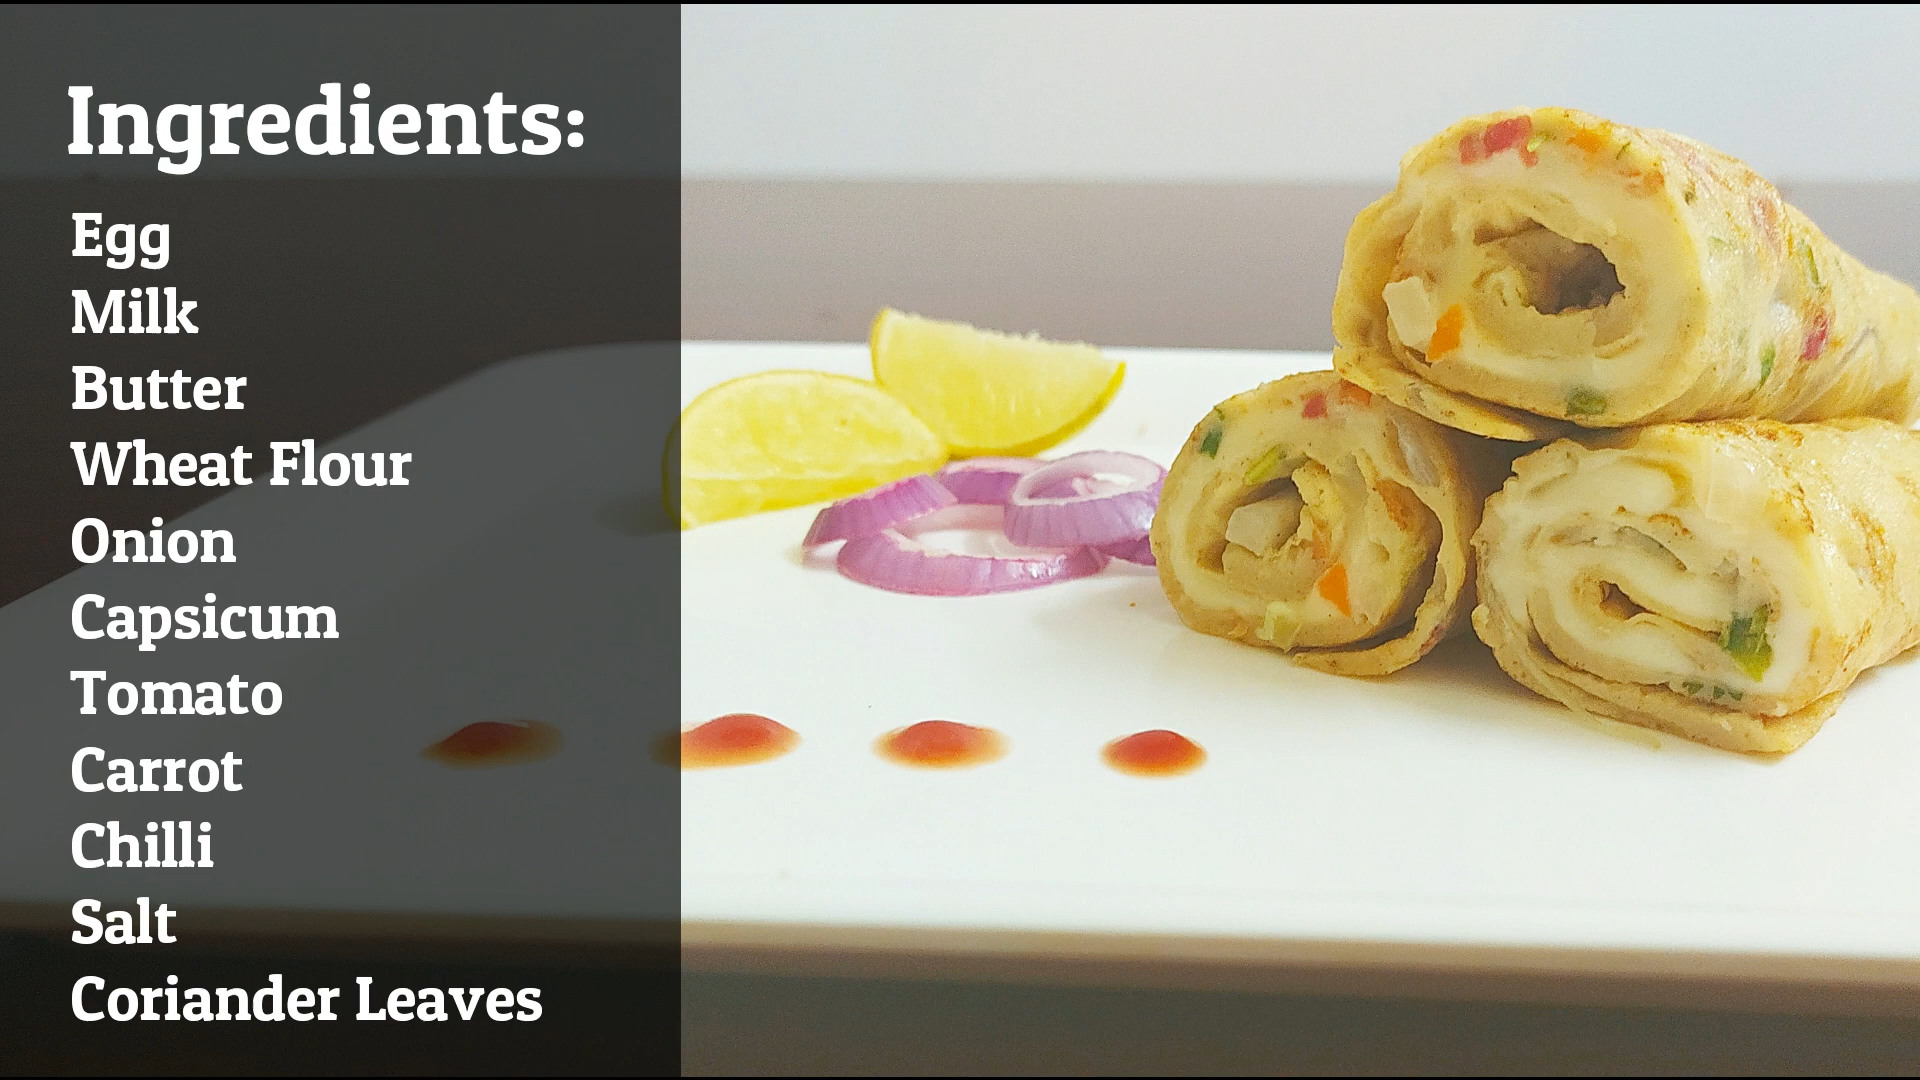 Ingredients:
Egg
Milk
Butter
Wheat Flour
Onion
Capsicum
Tomato
Carrot
Chilli
Salt
Coriander Leaves